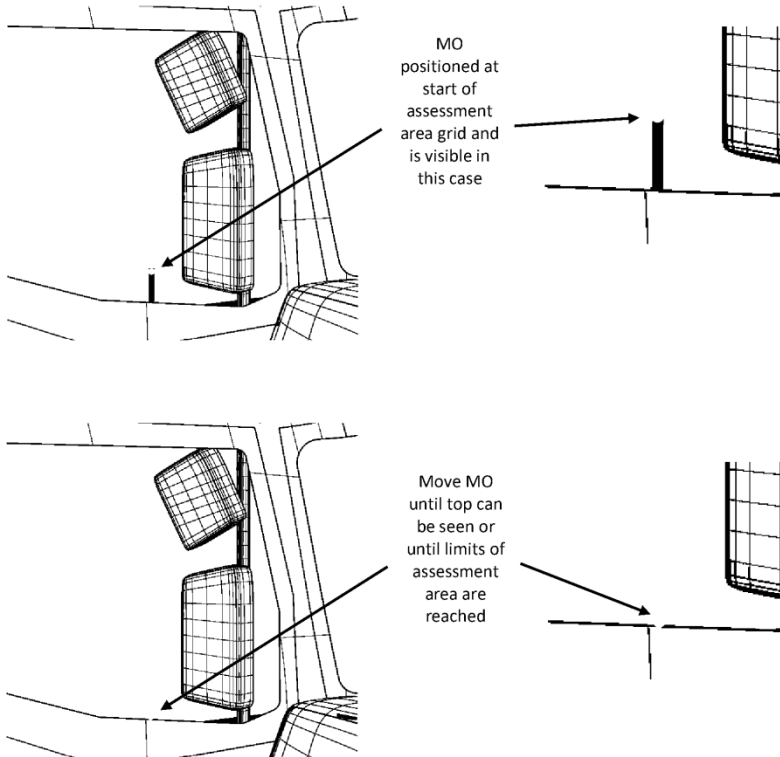 MO
positioned at
start of
assessment
area grid and
is visible in
this case
Move MO
until top can
be seen or
until limits of
assessment
area are
reached